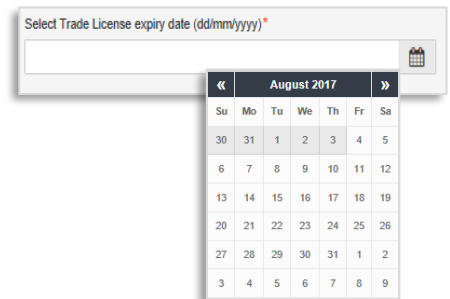 Select Trade License expiry date (dd/mm/yyyy)*
« August 2017 »
Su Mo Tu We Th Fr Sa
30 31 1 2 3 4 5
6 7 8 9 10 11 12
13 14 15 16 17 18 19
20 21 22 23 24 25 26
27 28 29 30 31 1 2
3 4 5 6 7 8 9